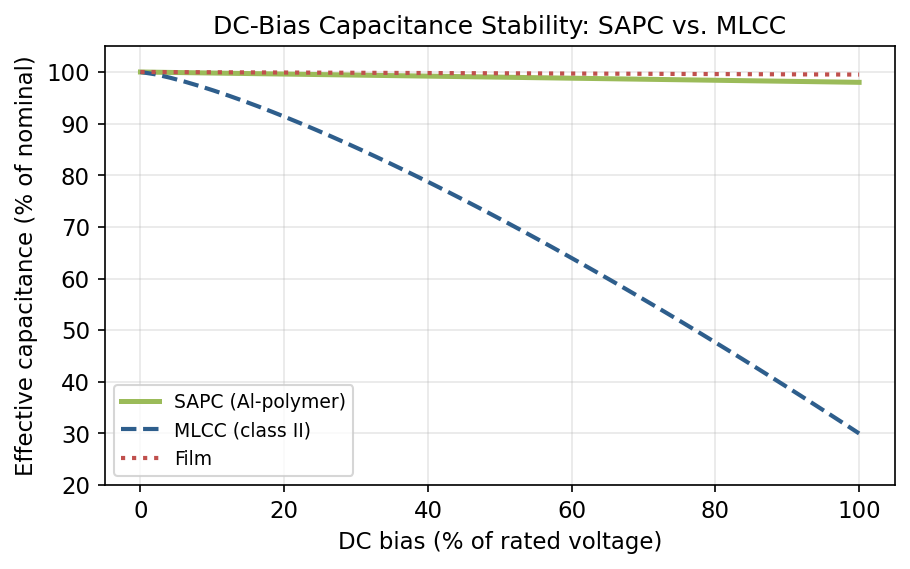 DC-Bias Capacitance Stability: SAPC vs. MLCC
Effective capacitance (% of nominal)
100
90
80
70
60
50
40
30
20
SAPC (Al-polymer)
MLCC (class II)
Film
0 20 40 60 80 100
DC bias (% of rated voltage)